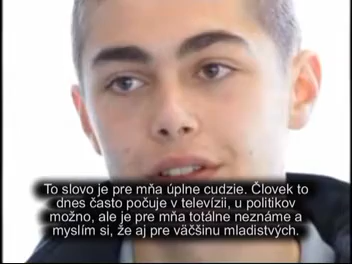 To slovo je pre mňa úplne cudzie. Človek to
dnes často počuje v televízii, u politikov
možno, ale je pre mňa totálne neznáme a
myslím si, že aj pre väčšinu mladistvých.